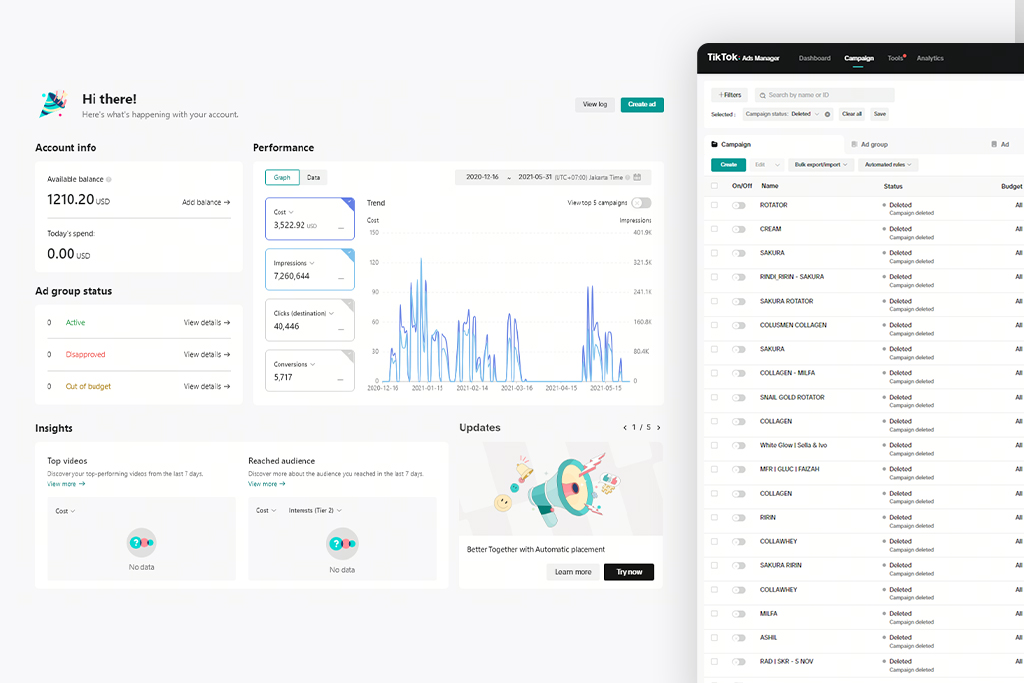 Hi there!
Here's what's happening with your account.
View log
Create ad
Account info
Available balance
1210.20 USD
Add balance →
Today's spend:
0.00 USD
Ad group status
0 Active View details →
0 Disapproved View details →
0 Out of budget View details →
Performance
Graph Data
2020-12-16 ~ 2021-05-31 (UTC+07:00) Jakarta Time
Cost
3,522.92 USD
Impressions
7,260,644
Clicks (destination)
40,446
Conversions
5,717
Trend
View top 5 campaigns
Cost Impressions
150 401.9K
120 321.5K
90 241.1K
60 160.8K
30 80.4K
0 0
2020-12-16 2021-01-11 2021-02-14 2021-03-16 2021-04-15 2021-05-15
Insights
Top videos
Discover your top-performing videos from the last 7 days.
View more →
Cost
No data
Reached audience
Discover more about the audience you reached in the last 7 days.
View more →
Cost Interests (Tier 2)
No data
Updates
< 1 / 5 >
Better Together with Automatic placement
Learn more
Try now
TikTok: Ads Manager Dashboard Campaign Tools Analytics
+Filters Search by name or ID
Selected : Campaign status: Deleted Clear all Save
Campaign Ad group Ad
Create Edit Bulk export/import Automated rules
On/Off Name Status Budget
ROTATOR Deleted All
Campaign deleted
CREAM Deleted All
Campaign deleted
SAKURA Deleted All
Campaign deleted
RINDI_RIRIN - SAKURA Deleted All
Campaign deleted
SAKURA ROTATOR Deleted All
Campaign deleted
COLUSMEN COLLAGEN Deleted All
Campaign deleted
SAKURA Deleted All
Campaign deleted
COLLAGEN - MILFA Deleted All
Campaign deleted
SNAIL GOLD ROTATOR Deleted All
Campaign deleted
COLLAGEN Deleted All
Campaign deleted
White Glow | Sella & Ivo Deleted All
Campaign deleted
MFR | GLUC | FAIZAH Deleted All
Campaign deleted
COLLAGEN Deleted All
Campaign deleted
RIRIN Deleted All
Campaign deleted
COLLAWHEY Deleted All
Campaign deleted
SAKURA RIRIN Deleted All
Campaign deleted
COLLAWHEY Deleted All
Campaign deleted
MILFA Deleted All
Campaign deleted
ASHIL Deleted All
Campaign deleted
RAD | SKR - 5 NOV Deleted All
Campaign deleted